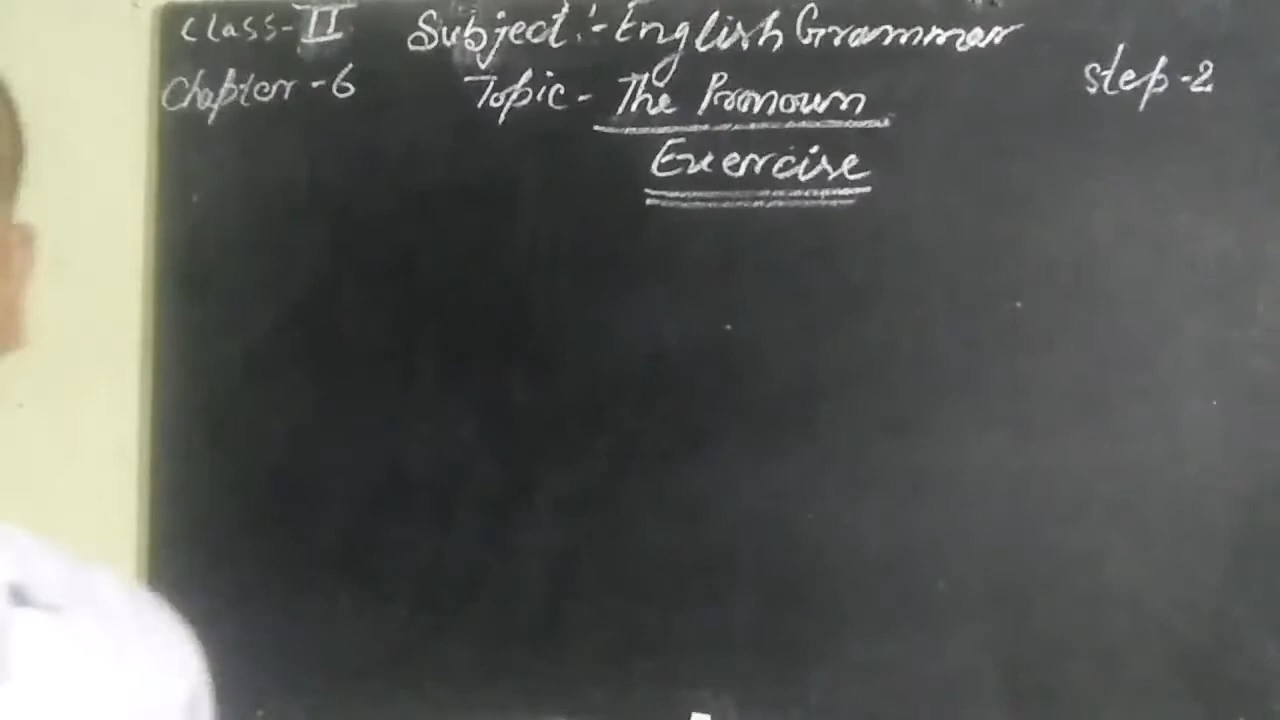 Class-II Subject:-English Grammar
Chapter-6 Topic- The Pronoun Step-2
Exercise